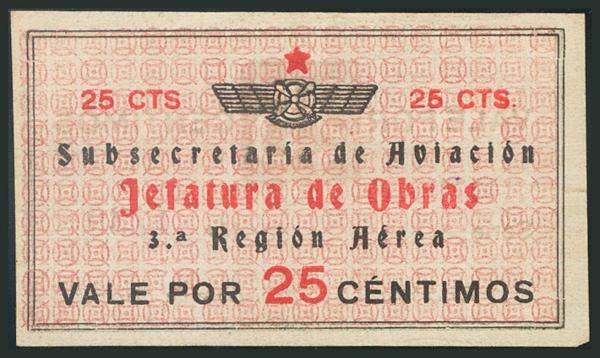 25 CTS. 25 CTS.
Subsecretaría de Aviación
Jefatura de Obras
3.ª Región Aérea
VALE POR 25 CÉNTIMOS